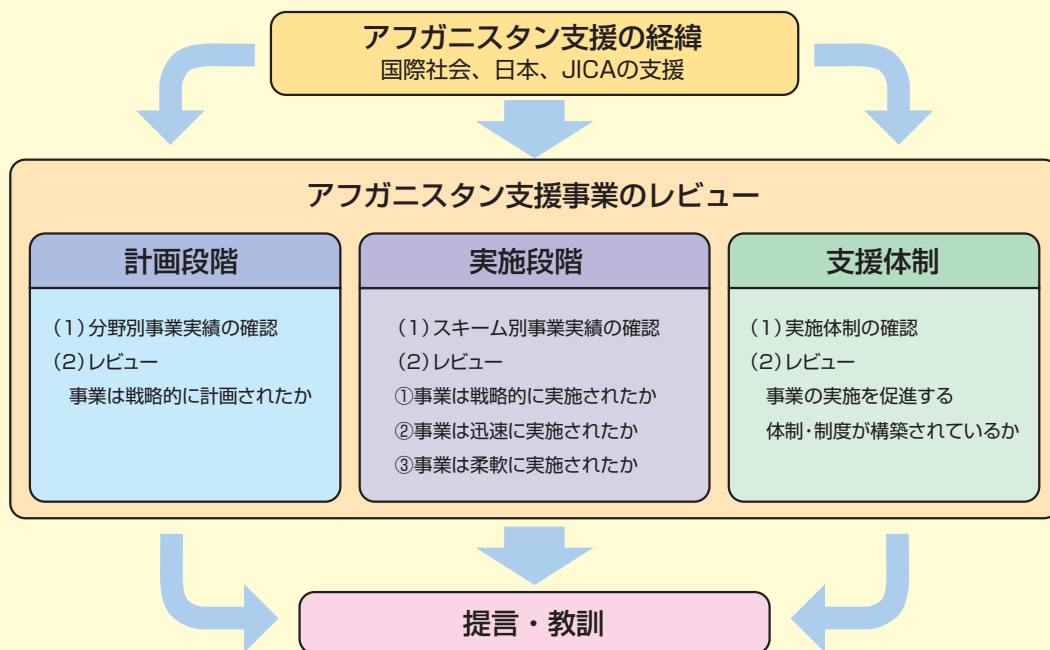 アフガニスタン支援の経緯
国際社会、日本、JICAの支援
アフガニスタン支援事業のレビュー
計画段階
(1)分野別事業実績の確認
(2)レビュー
事業は戦略的に計画されたか
実施段階
(1)スキーム別事業実績の確認
(2)レビュー
①事業は戦略的に実施されたか
②事業は迅速に実施されたか
③事業は柔軟に実施されたか
支援体制
(1)実施体制の確認
(2)レビュー
事業の実施を促進する
体制・制度が構築されているか
提言・教訓